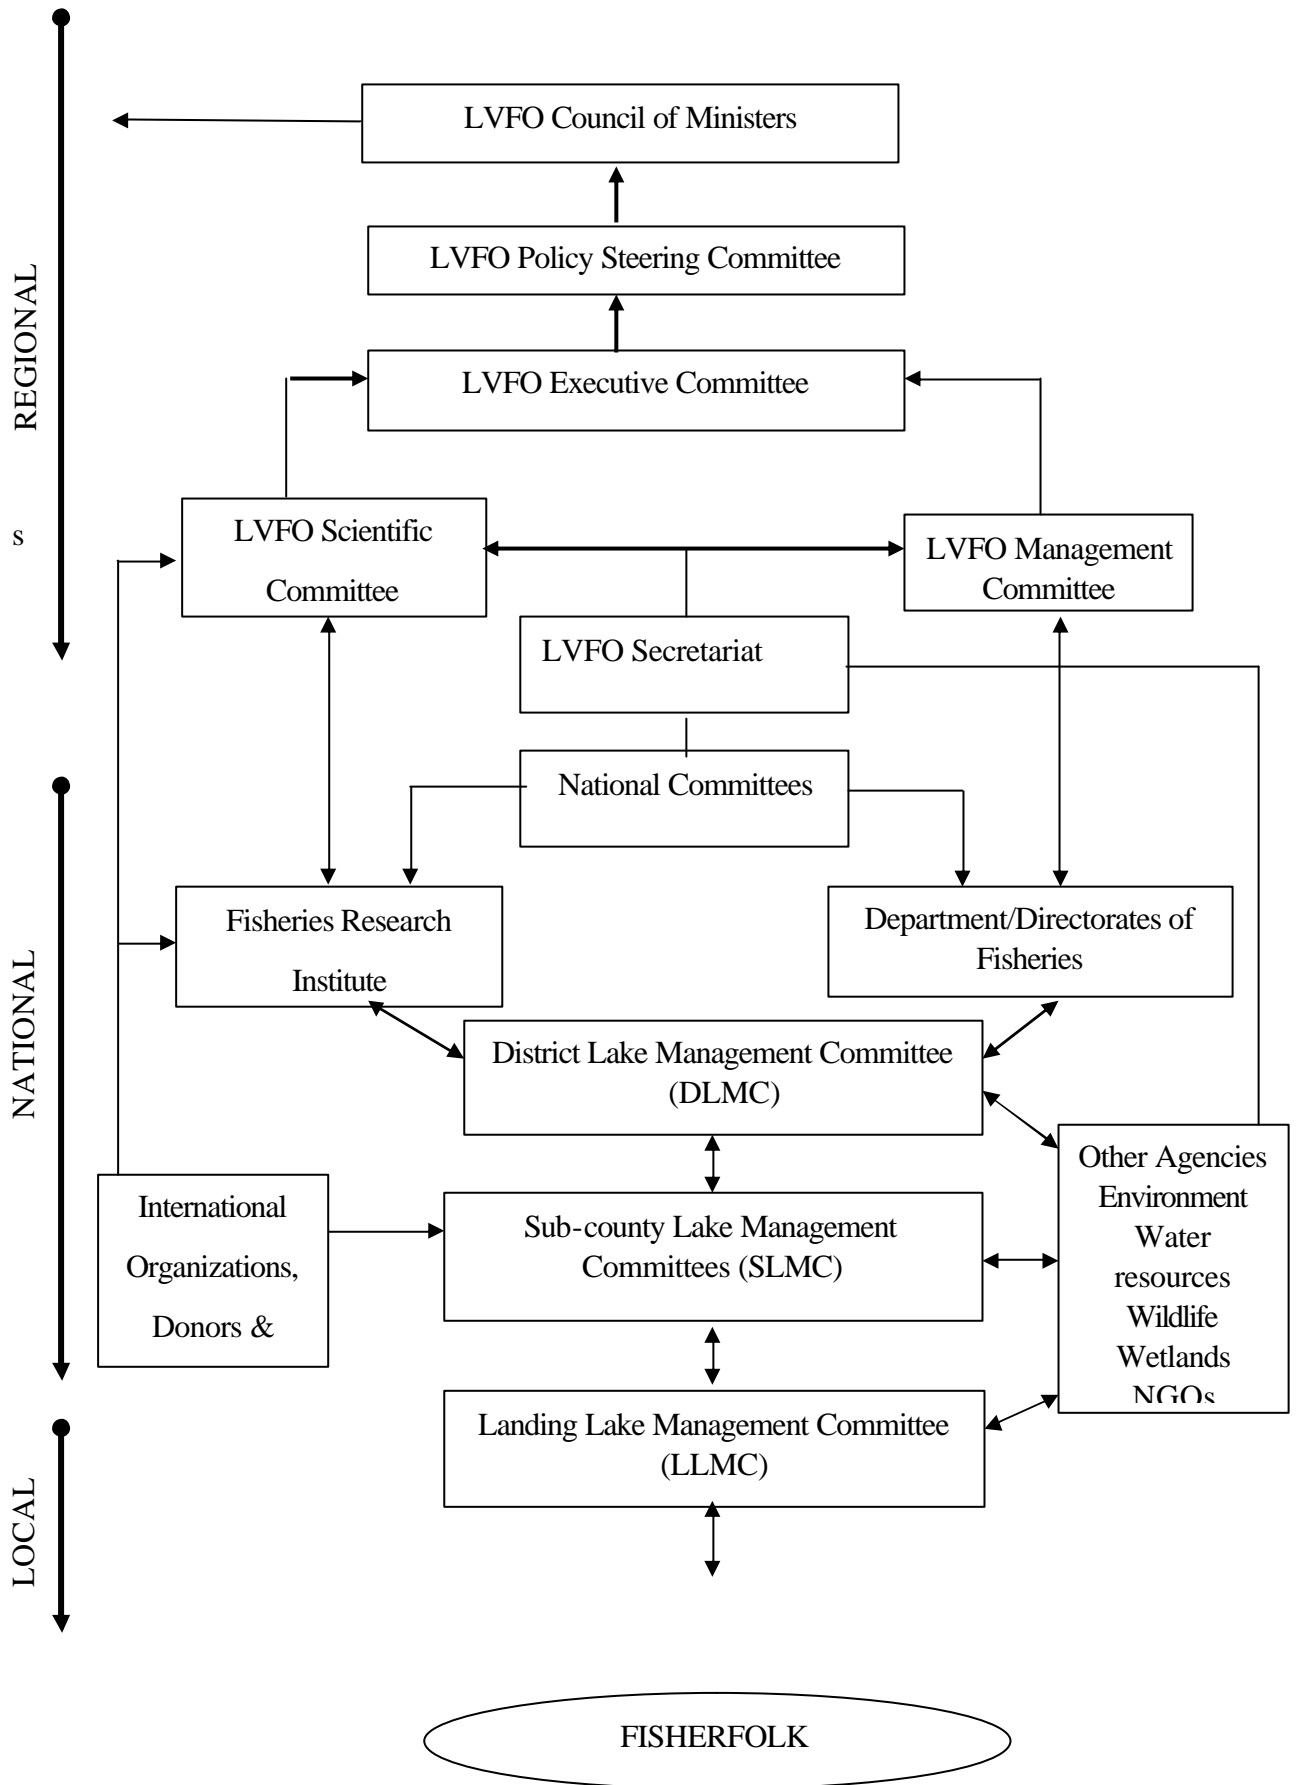 LVFO Council of Ministers
LVFO Policy Steering Committee
REGIONAL
LVFO Executive Committee
s
LVFO Scientific
Committee
LVFO Management
Committee
LVFO Secretariat
National Committees
Fisheries Research
Institute
Department/Directorates of
Fisheries
NATIONAL
District Lake Management Committee
(DLMC)
Other Agencies
Environment
Water
resources
Wildlife
Wetlands
NGOs
International
Organizations,
Donors &
Sub-county Lake Management
Committees (SLMC)
Landing Lake Management Committee
(LLMC)
LOCAL
FISHERFOLK